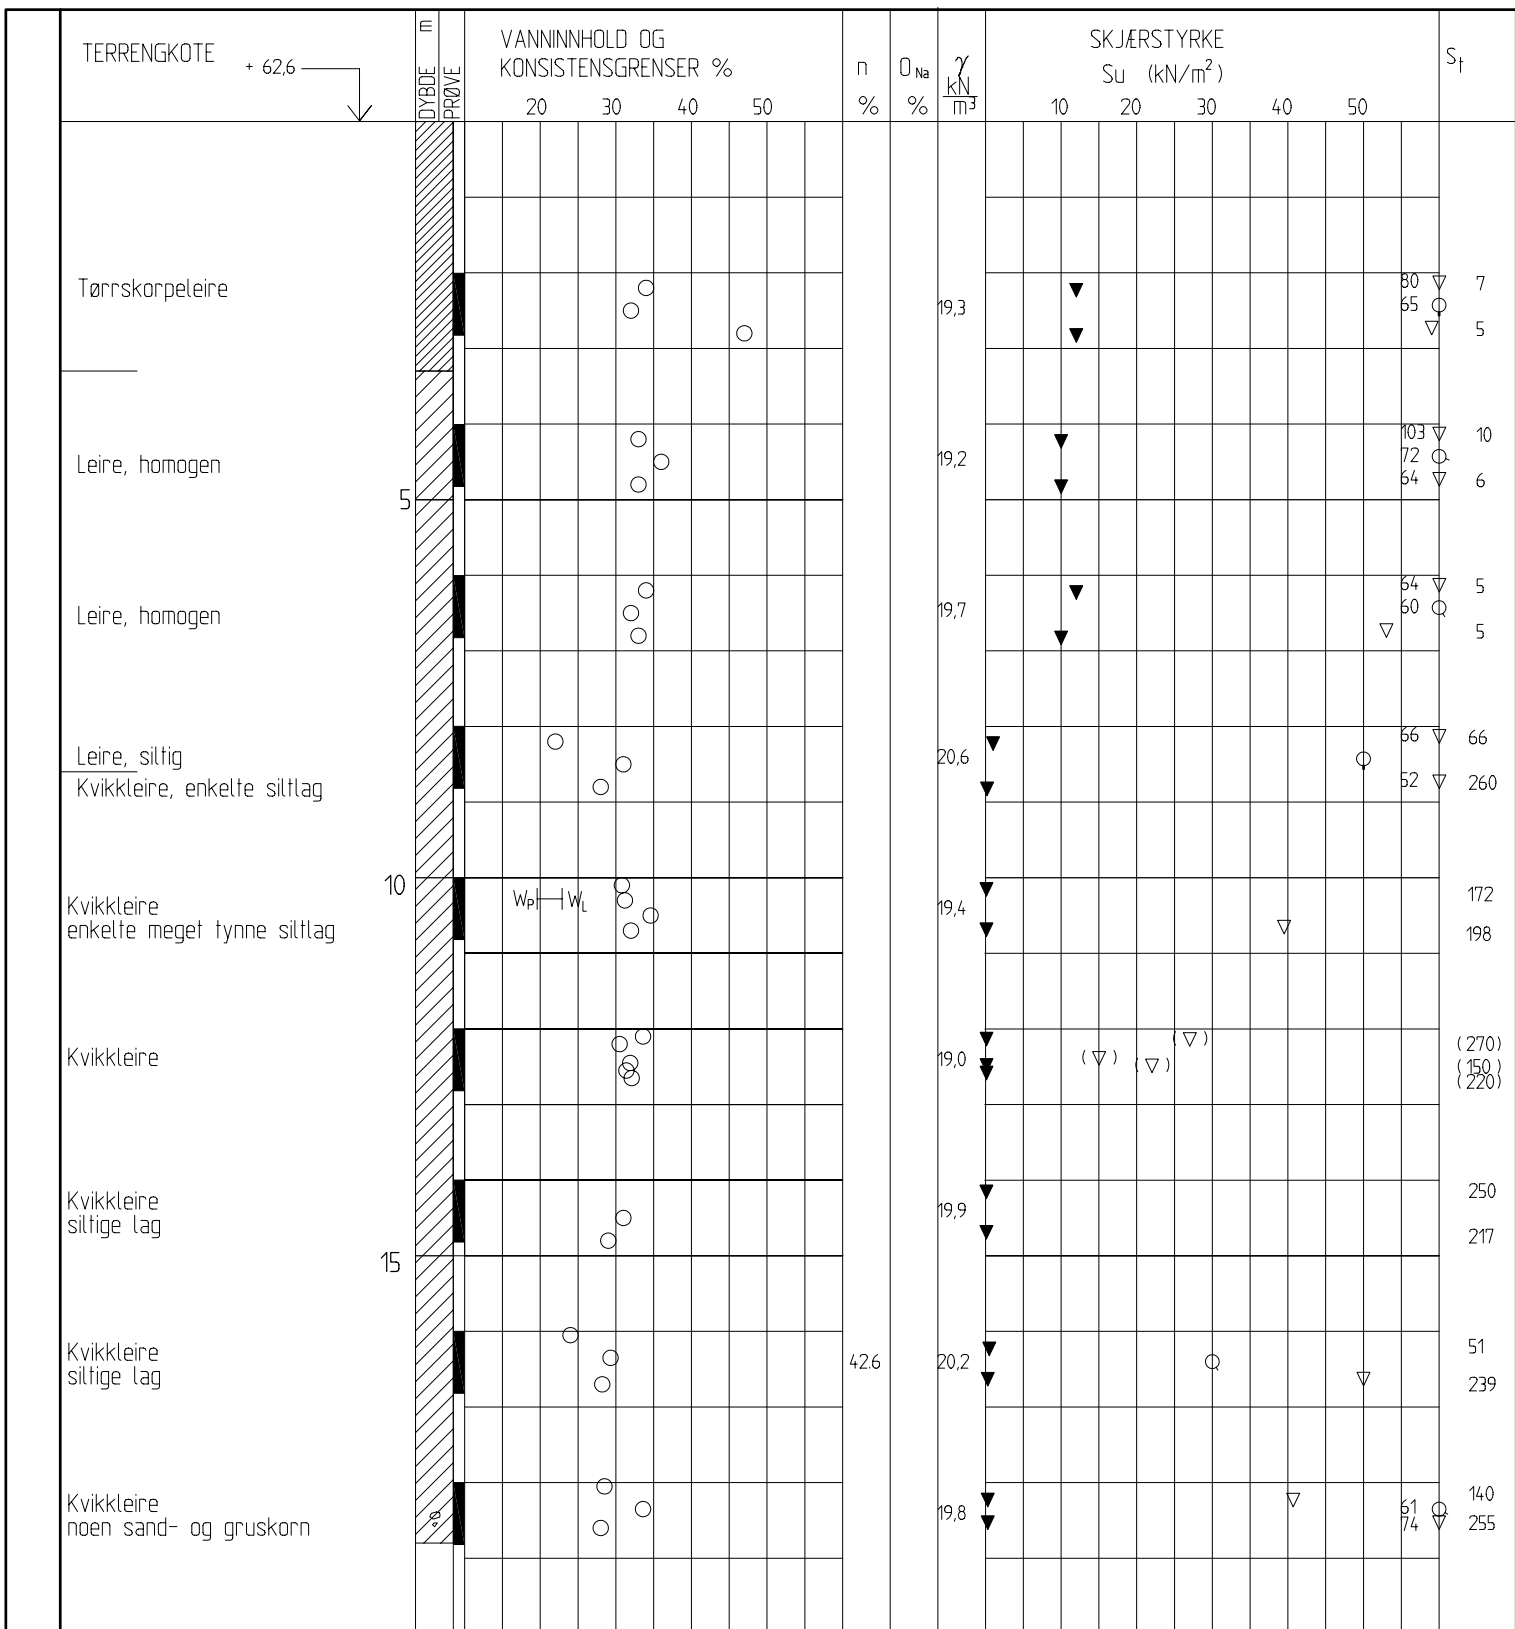 TERRENGKOTE
+ 62,6
m
DYBDE
PRØVE
VANNINNHOLD OG
KONSISTENSGRENSER %
20 30 40 50
n
%
O Na
%
γ
kN
m³
SKJÆRSTYRKE
Su (kN/m²)
10 20 30 40 50
St
Tørrskorpeleire
19,3
80 7
65
5
Leire, homogen
19,2
103 10
72
64 6
5
Leire, homogen
19,7
64 5
60
5
Leire, siltig
Kvikkleire, enkelte siltlag
20,6
66 66
52 260
10
Kvikkleire
enkelte meget tynne siltlag
WP WL
19,4
172
198
Kvikkleire
19,0
( ) ( ) ( )
(270)
(150)
(220)
Kvikkleire
siltige lag
19,9
250
217
15
Kvikkleire
siltige lag
42.6
20,2
51
239
Kvikkleire
noen sand- og gruskorn
19,8
140
61
74 255